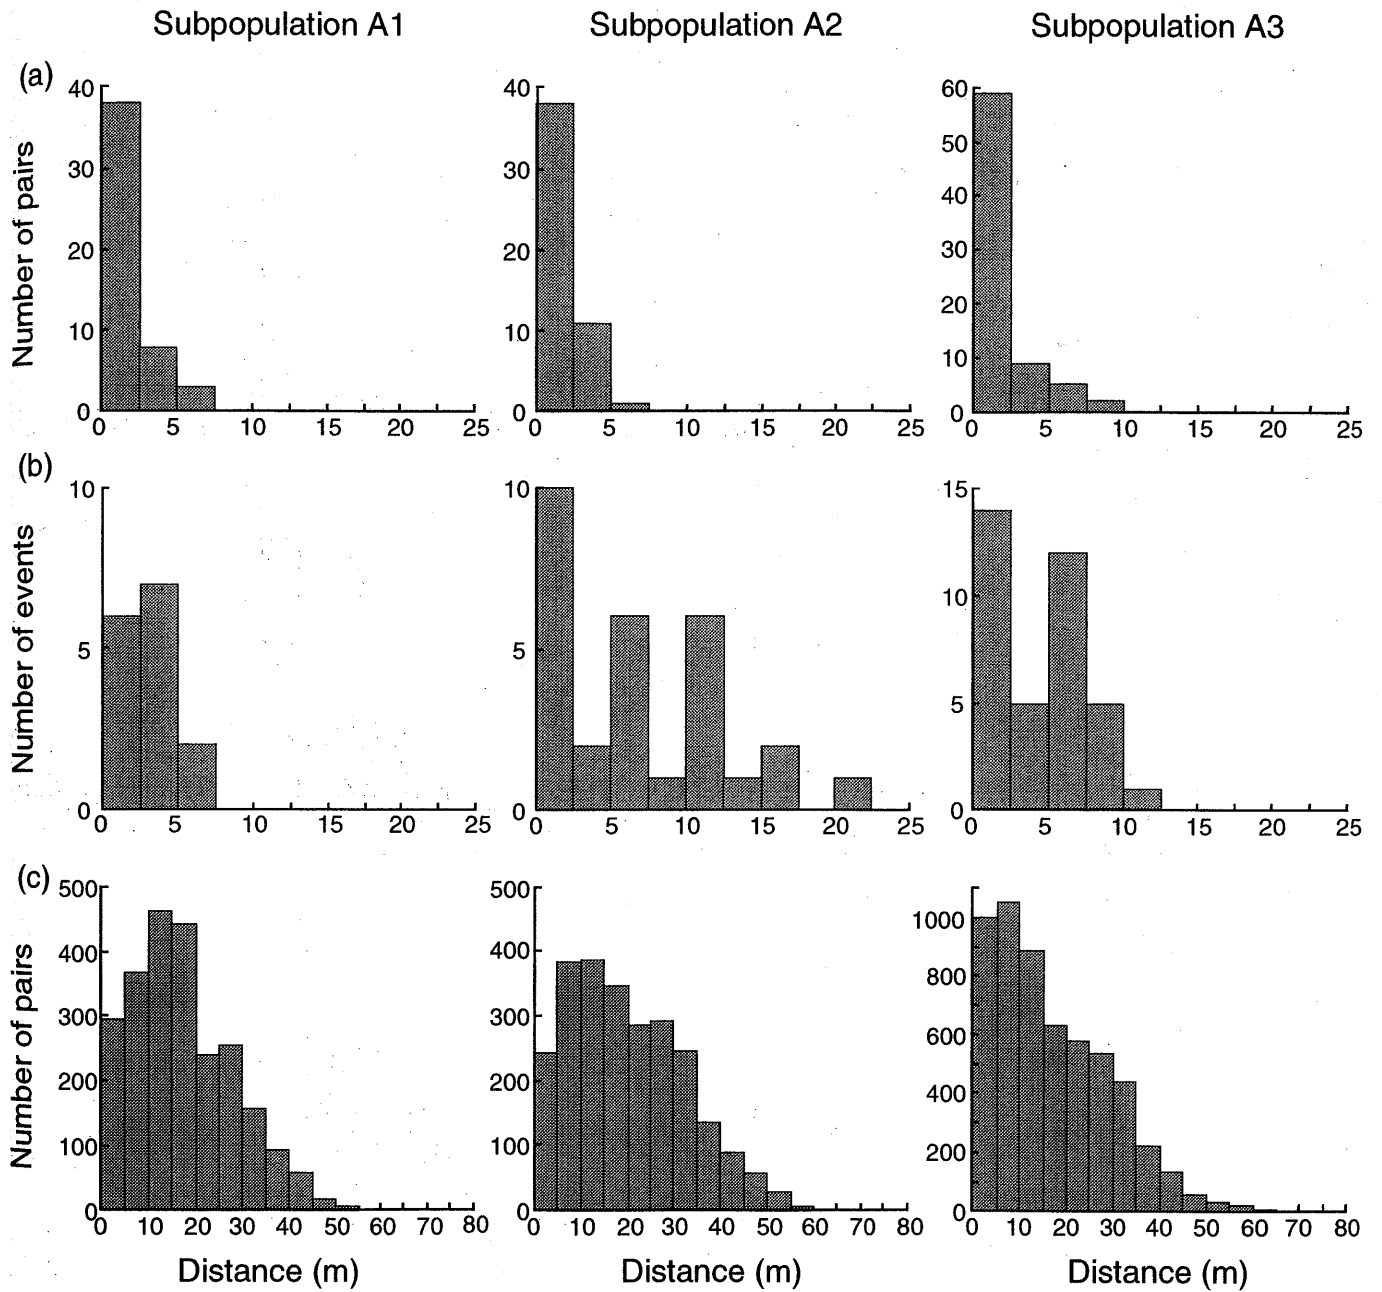 Subpopulation A1 Subpopulation A2 Subpopulation A3
(a)
40 40 60
50
30 30 40
20 20 30
20
10 10 10
0 0 0
0 5 10 15 20 25 0 5 10 15 20 25 0 5 10 15 20 25
Number of pairs
(b)
10 10 15
10
5 5 5
0 0 0
0 5 10 15 20 25 0 5 10 15 20 25 0 5 10 15 20 25
Number of events
(c)
500 500
1000
400 400 800
300 300 600
200 200 400
100 100 200
0 0 0
0 10 20 30 40 50 60 70 80 0 10 20 30 40 50 60 70 80 0 10 20 30 40 50 60 70 80
Number of pairs
Distance (m) Distance (m) Distance (m)